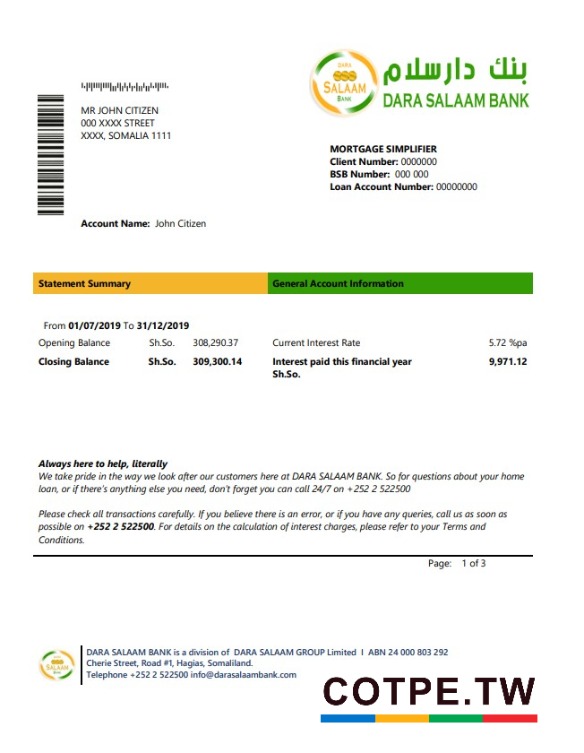 بنك دارسلام
DARA
SALAAM
BANK
DARA SALAAM BANK
MR JOHN CITIZEN
000 XXXX STREET
XXXX, SOMALIA 1111
MORTGAGE SIMPLIFIER
Client Number: 0000000
BSB Number: 000 000
Loan Account Number: 00000000
Account Name: John Citizen
Statement Summary
General Account Information
From 01/07/2019 To 31/12/2019
Opening Balance Sh.So. 308,290.37
Current Interest Rate 5.72 %pa
Closing Balance Sh.So. 309,300.14
Interest paid this financial year 9,971.12
Sh.So.
Always here to help, literally
We take pride in the way we look after our customers here at DARA SALAAM BANK. So for questions about your home
loan, or if there's anything else you need, don't forget you can call 24/7 on +252 2 522500
Please check all transactions carefully. If you believe there is an error, or if you have any queries, call us as soon as
possible on +252 2 522500. For details on the calculation of interest charges, please refer to your Terms and
Conditions.
Page: 1 of 3
SALAAM
BANK
DARA SALAAM BANK is a division of DARA SALAAM GROUP Limited I ABN 24 000 803 292
Cherie Street, Road #1, Hagias, Somaliland.
Telephone +252 2 522500 info@darasalaambank.com
COTPE.TW